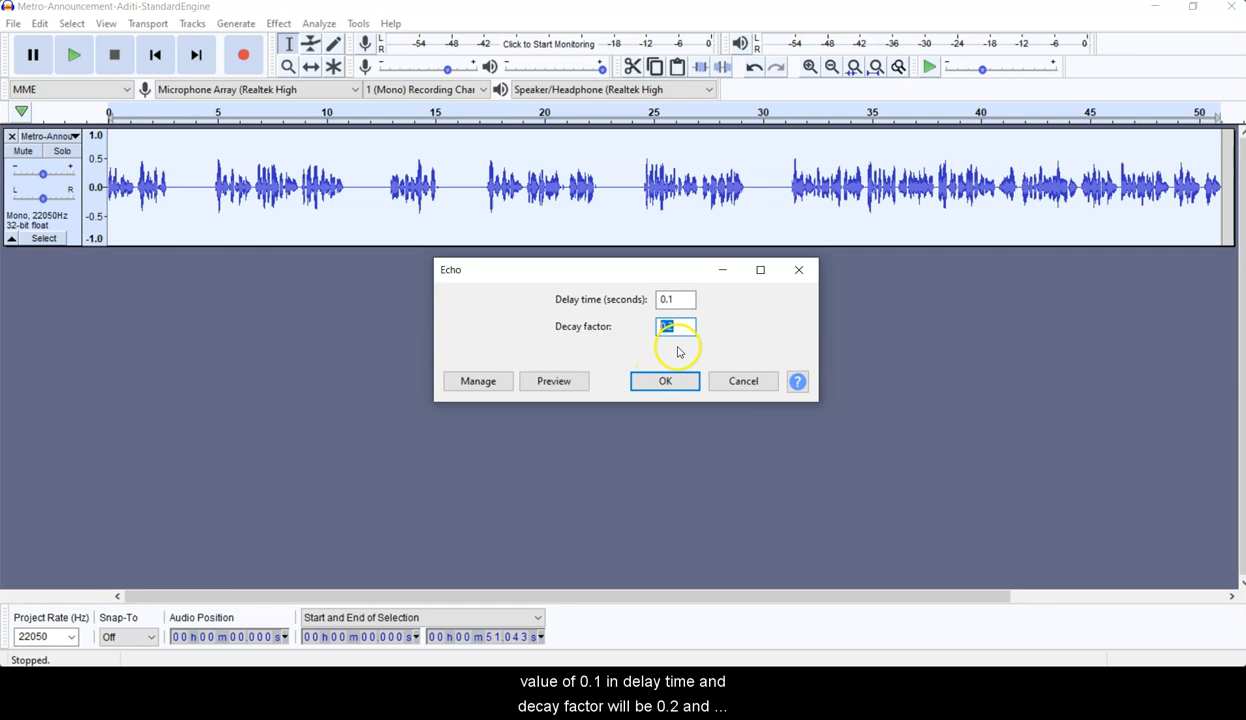 Metro-Announcement-Aditi-StandardEngine
File Edit Select View Transport Tracks Generate Effect Analyze Tools Help
L R -54 -48 -42 Click to Start Monitoring -18 -12 -6 0 L R -54 -48 -42 -36 -30 -24 -18 -12 -6 0
- + - + - +
MME Microphone Array (Realtek High 1 (Mono) Recording Char Speaker/Headphone (Realtek High
0 5 10 15 20 25 30 35 40 45 50
Metro-Annou 1.0
Mute Solo
0.5
- +
0.0
L R
Mono, 22050Hz -0.5
32-bit float
Select -1.0
Echo
Delay time (seconds): 0.1
Decay factor: 0.2
Manage Preview OK Cancel ?
Project Rate (Hz) Snap-To Audio Position Start and End of Selection
22050 Off 00 h 00 m 00.000 s 00 h 00 m 00.000 s 00 h 00 m 51.043 s
Stopped.
value of 0.1 in delay time and
decay factor will be 0.2 and ...